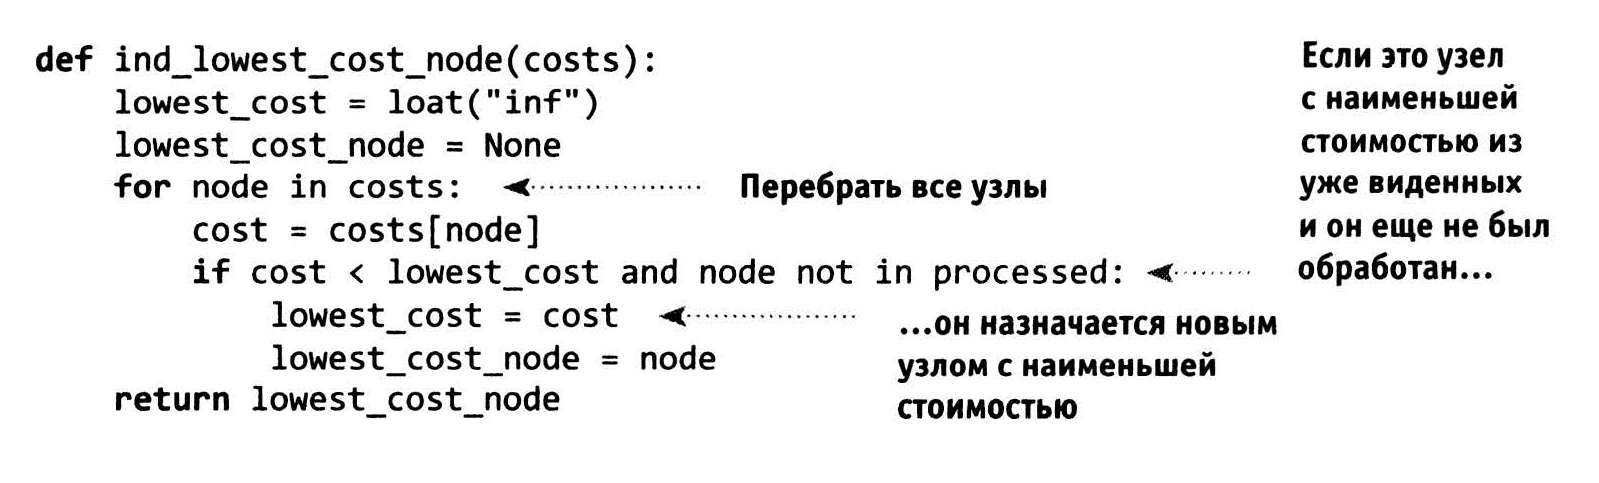 def ind_lowest_cost_node(costs):
    lowest_cost = loat("inf")
    lowest_cost_node = None
    for node in costs:
Перебрать все узлы
        cost = costs[node]
        if cost < lowest_cost and node not in processed:
Если это узел
с наименьшей
стоимостью из
уже виденных
и он еще не был
обработан...
            lowest_cost = cost
...он назначается новым
узлом с наименьшей
стоимостью
            lowest_cost_node = node
    return lowest_cost_node